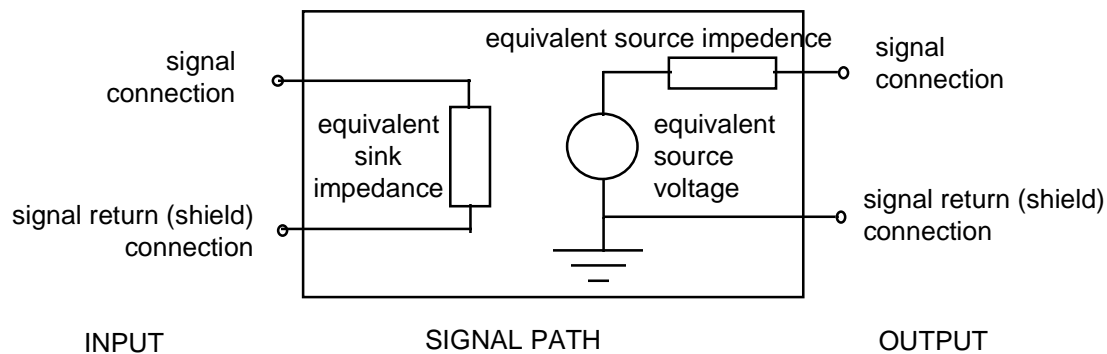 equivalent source impedence
signal
connection
signal
connection
equivalent
sink
impedance
equivalent
source
voltage
signal return (shield)
connection
signal return (shield)
connection
INPUT
SIGNAL PATH
OUTPUT